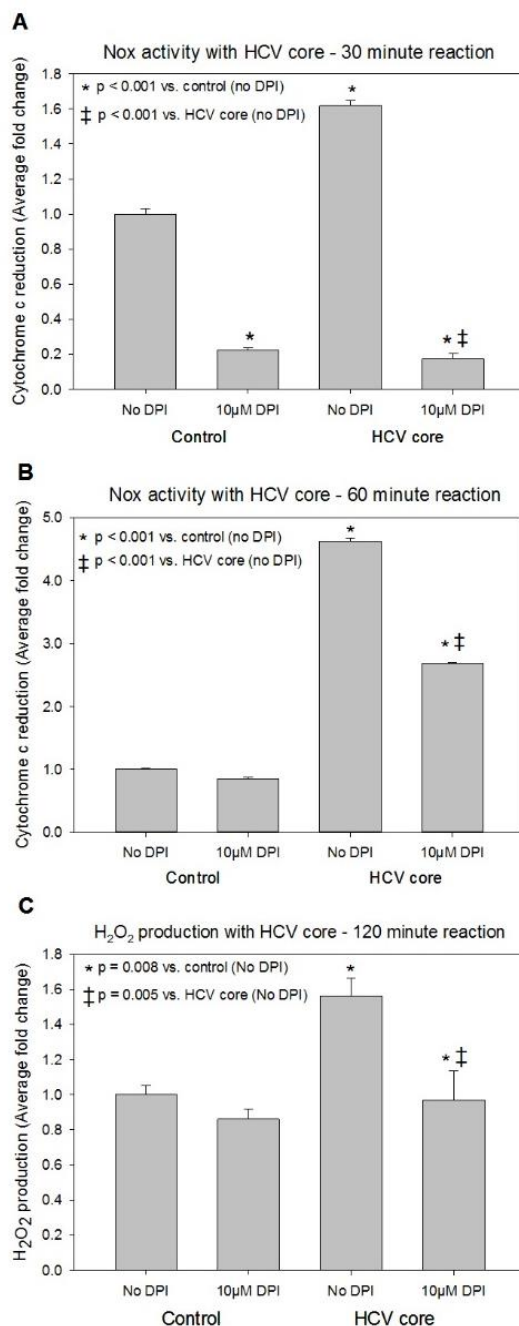 A
Nox activity with HCV core - 30 minute reaction
* p < 0.001 vs. control (no DPI)
‡ p < 0.001 vs. HCV core (no DPI)
Cytochrome c reduction (Average fold change)
1.8
1.6
1.4
1.2
1.0
0.8
0.6
0.4
0.2
0.0
*
*
* ‡
No DPI 10µM DPI No DPI 10µM DPI
Control HCV core
B
Nox activity with HCV core - 60 minute reaction
* p < 0.001 vs. control (no DPI)
‡ p < 0.001 vs. HCV core (no DPI)
Cytochrome c reduction (Average fold change)
5.0
4.0
3.0
2.0
1.0
0.0
*
* ‡
No DPI 10µM DPI No DPI 10µM DPI
Control HCV core
C
H₂O₂ production with HCV core - 120 minute reaction
* p = 0.008 vs. control (No DPI)
‡ p = 0.005 vs. HCV core (No DPI)
H₂O₂ production (Average fold change)
1.8
1.6
1.4
1.2
1.0
0.8
0.6
0.4
0.2
0.0
*
* ‡
No DPI 10µM DPI No DPI 10µM DPI
Control HCV core